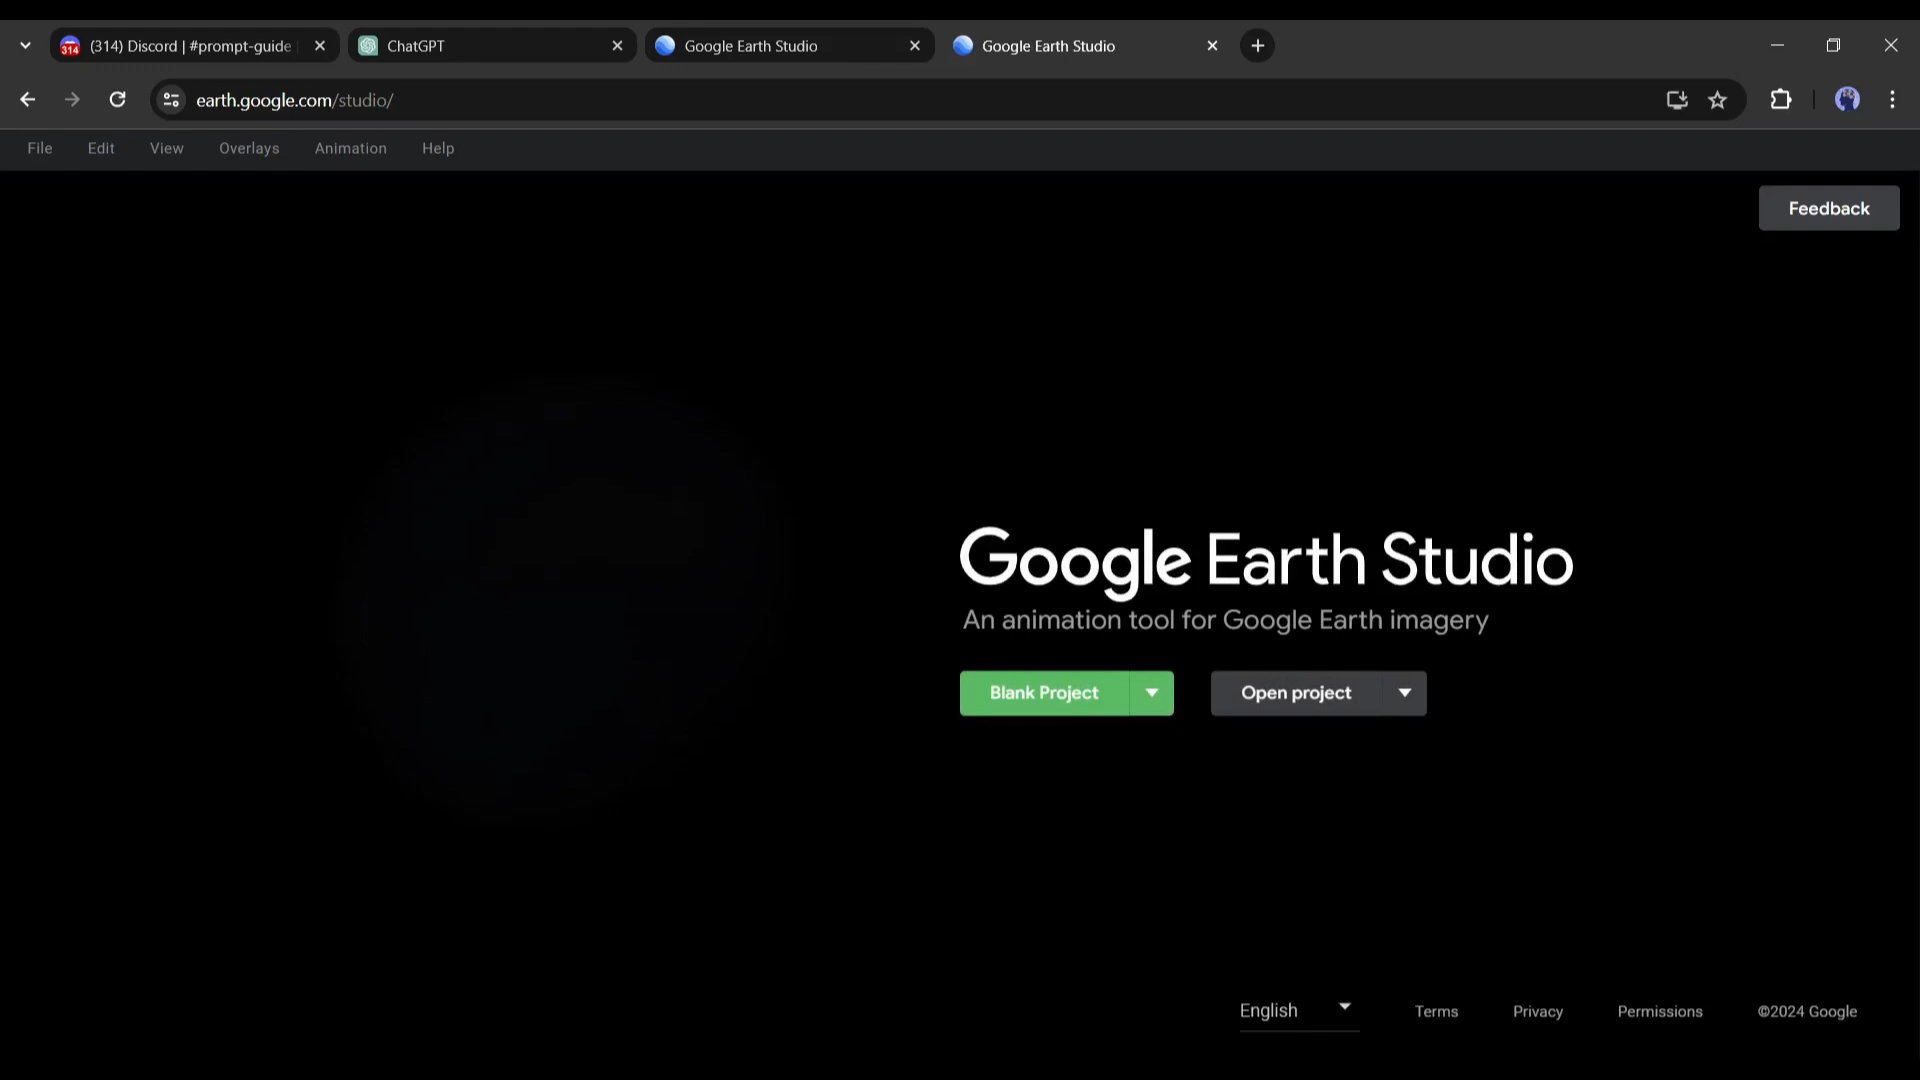 314 (314) Discord | #prompt-guide
ChatGPT
Google Earth Studio
Google Earth Studio
earth.google.com/studio/
File Edit View Overlays Animation Help
Feedback
Google Earth Studio
An animation tool for Google Earth imagery
Blank Project
Open project
English Terms Privacy Permissions ©2024 Google